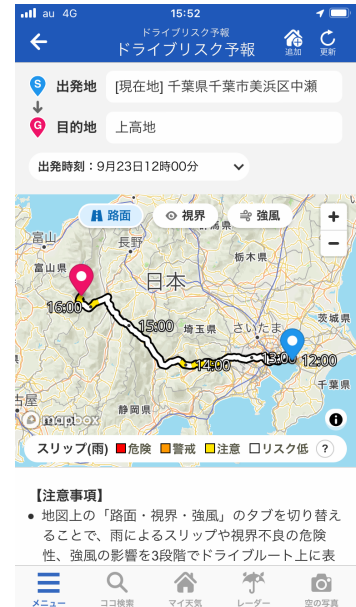 au 4G 15:52
ドライブリスク予報
ドライブリスク予報
追加 更新
S 出発地 [現在地] 千葉県千葉市美浜区中瀬
G 目的地 上高地
出発時刻：9月23日12時00分
路面 視界 強風
+
−
富山
長野
群馬県
栃木県
富山県
日本
16:00
15:00
埼玉県
さいたま
茨城県
14:00
13:00
12:00
千葉県
古屋
静岡県
mapbox
スリップ(雨) 危険 警戒 注意 リスク低 ?
【注意事項】
• 地図上の「路面・視界・強風」のタブを切り替え
ることで、雨によるスリップや視界不良の危険
性、強風の影響を3段階でドライブルート上に表
メニュー ココ検索 マイ天気 レーダー 空の写真